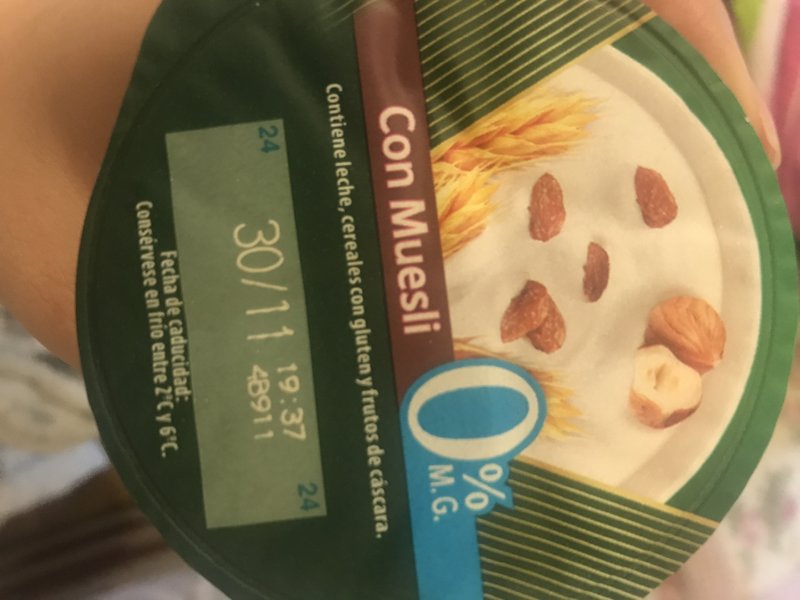 Con Muesli
0%
M.G.
Contiene leche, cereales con gluten y frutos de cáscara.
24
24
30/11 19:37
48911
Fecha de caducidad:
Consérvese en frío entre 2°C y 6°C.